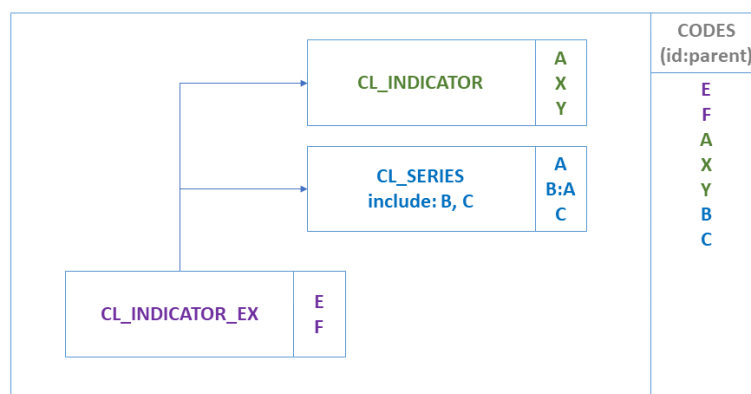 CL_INDICATOR
A
X
Y
CL_SERIES
include: B, C
A
B:A
C
CL_INDICATOR_EX
E
F
CODES
(id:parent)
E
F
A
X
Y
B
C